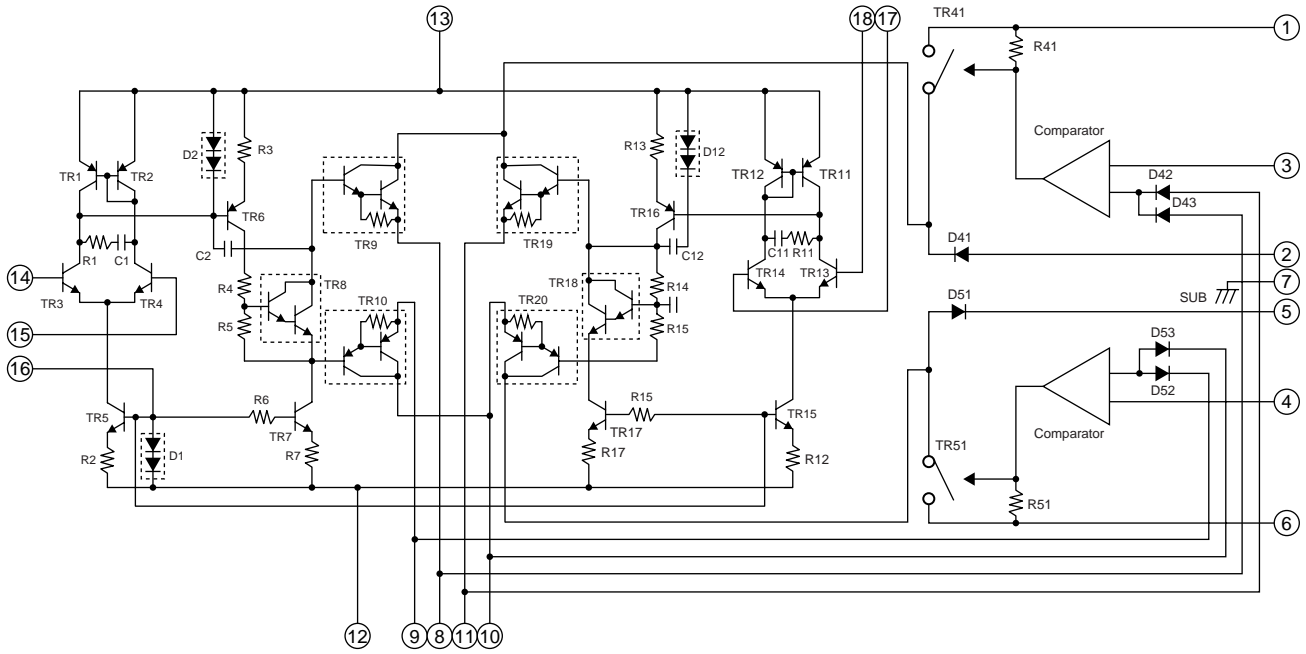 13
18
17
TR41
1
R41
Comparator
3
D2
R3
R13
D12
TR1
TR2
TR12
TR11
D42
D43
TR6
TR16
TR9
TR19
R1
C1
C2
C12
C11
R11
2
D41
14
TR3
TR4
R4
TR8
TR10
TR20
TR18
R14
TR14
TR13
7
SUB
15
R5
R15
D51
5
D53
16
D52
4
R6
R15
TR5
TR7
TR17
TR15
Comparator
TR51
R2
D1
R7
R17
R12
R51
6
12
9
8
11
10